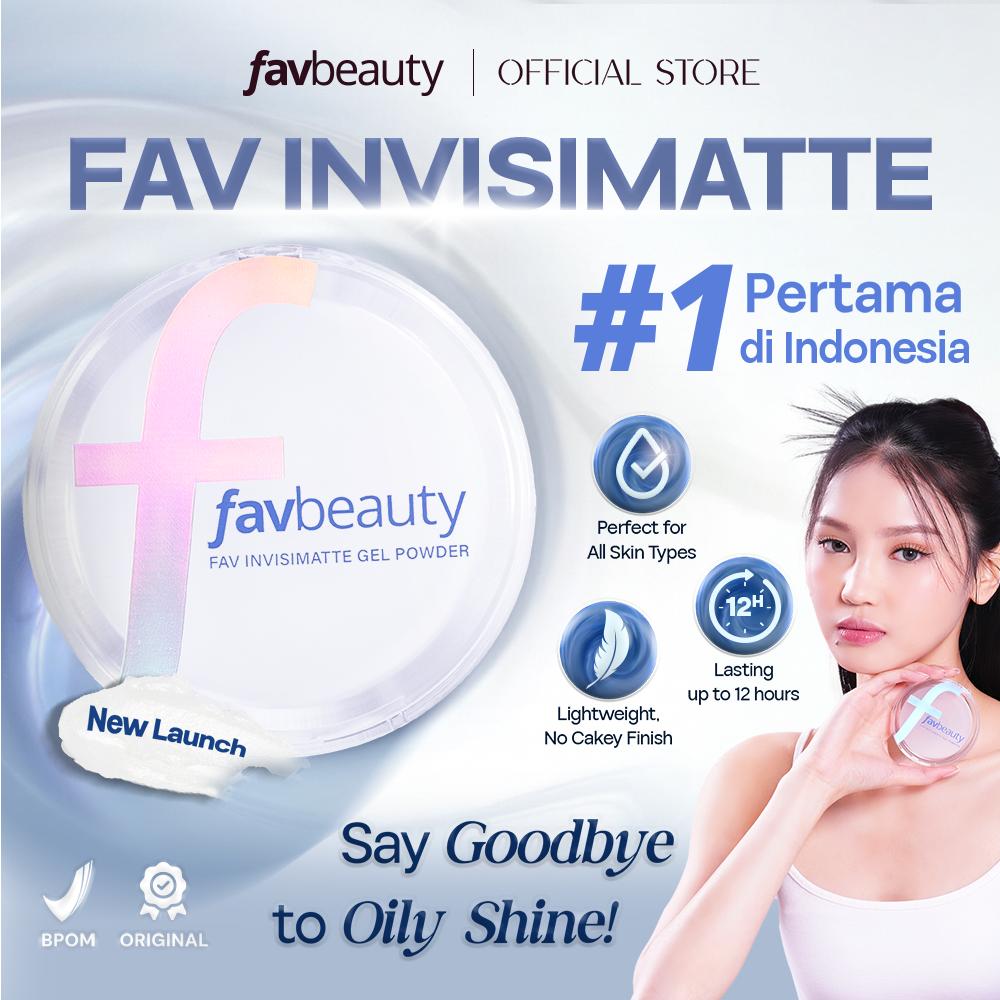 favbeauty | OFFICIAL STORE
FAV INVISIMATTE
#1 Pertama
di Indonesia
f
favbeauty
FAV INVISIMATTE GEL POWDER
Perfect for
All Skin Types
12H
Lasting
up to 12 hours
Lightweight,
No Cakey Finish
f
favbeauty
New Launch
Say Goodbye
to Oily Shine!
BPOM
ORIGINAL